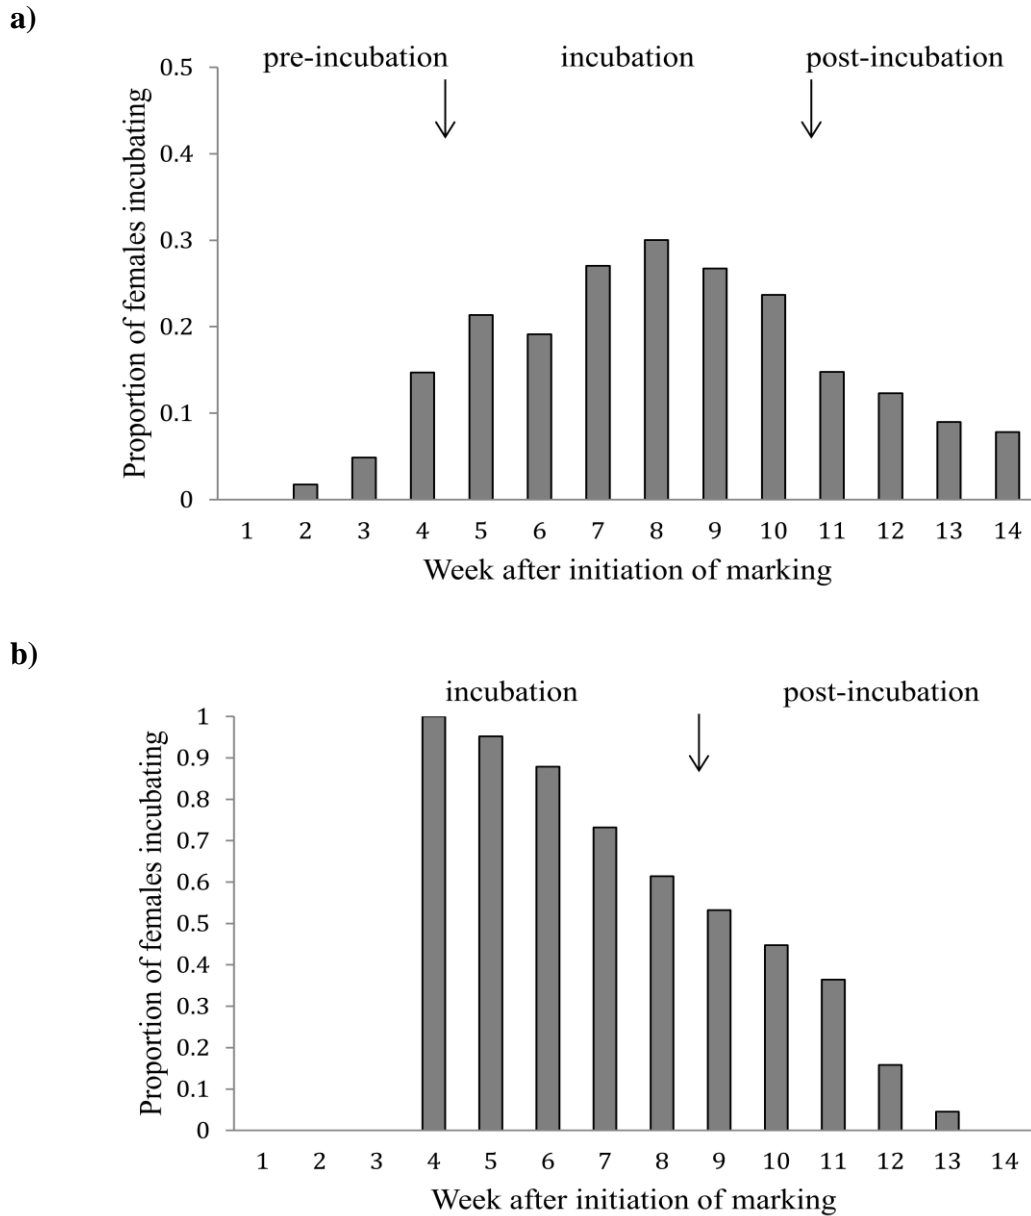 a)
pre-incubation incubation post-incubation
Proportion of females incubating
0.5
0.4
0.3
0.2
0.1
0
1 2 3 4 5 6 7 8 9 10 11 12 13 14
Week after initiation of marking
b)
incubation post-incubation
Proportion of females incubating
1
0.9
0.8
0.7
0.6
0.5
0.4
0.3
0.2
0.1
0
1 2 3 4 5 6 7 8 9 10 11 12 13 14
Week after initiation of marking